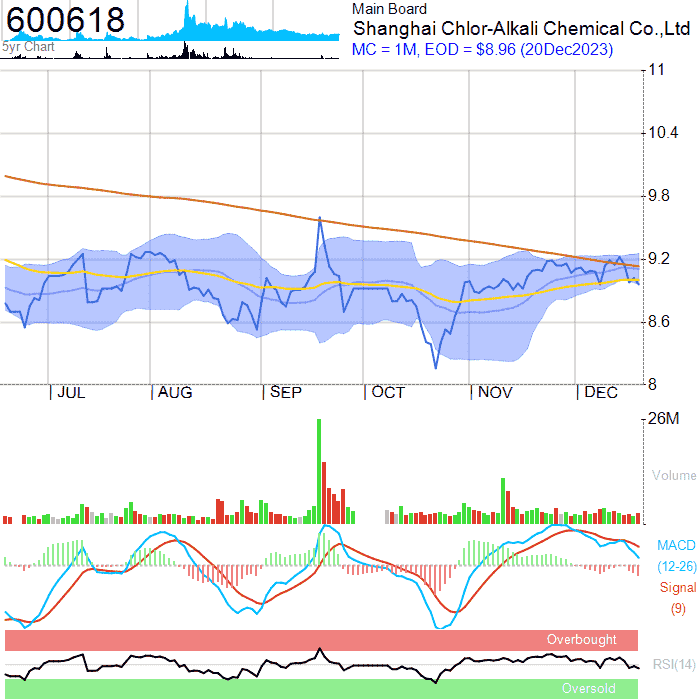 600618
5yr Chart
Main Board
Shanghai Chlor-Alkali Chemical Co.,Ltd
MC = 1M, EOD = $8.96 (20Dec2023)
11
10.4
9.8
9.2
8.6
8
JUL AUG SEP OCT NOV DEC
26M
Volume
MACD
(12-26)
Signal
(9)
Overbought
RSI(14)
Oversold